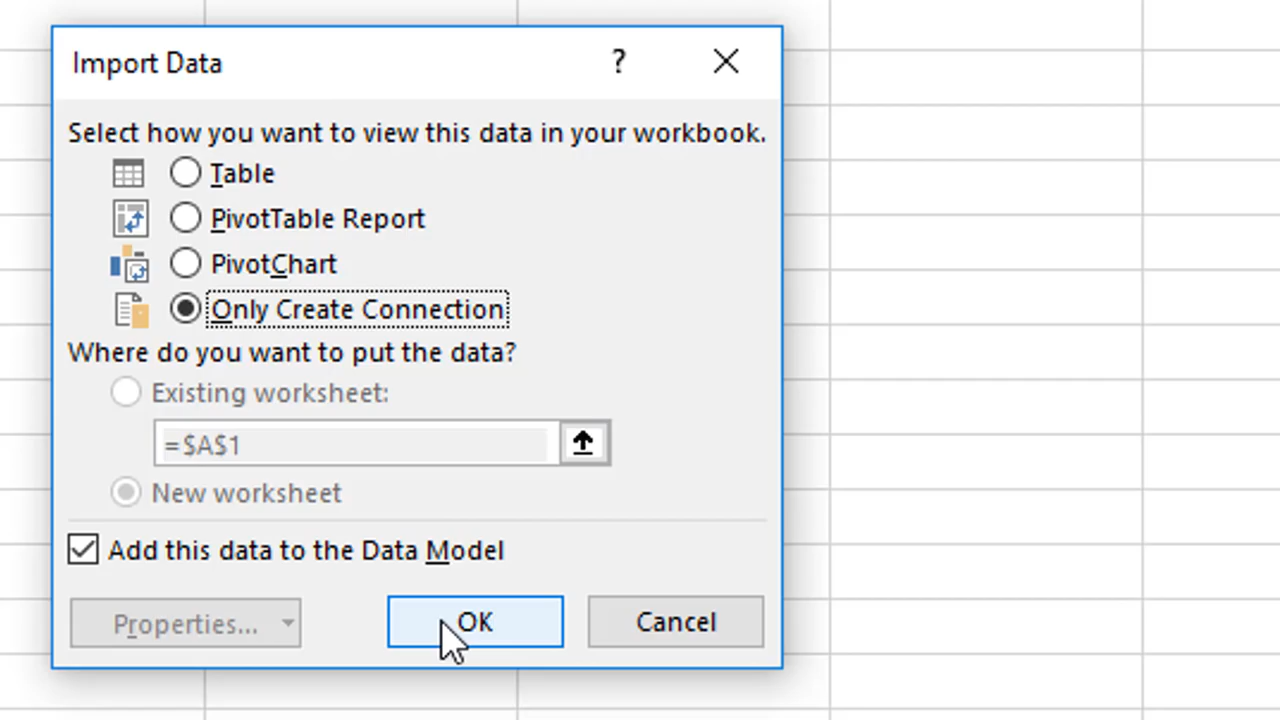 Import Data ?
Select how you want to view this data in your workbook.
Table
PivotTable Report
PivotChart
Only Create Connection
Where do you want to put the data?
Existing worksheet:
=$A$1
New worksheet
Add this data to the Data Model
Properties... OK Cancel